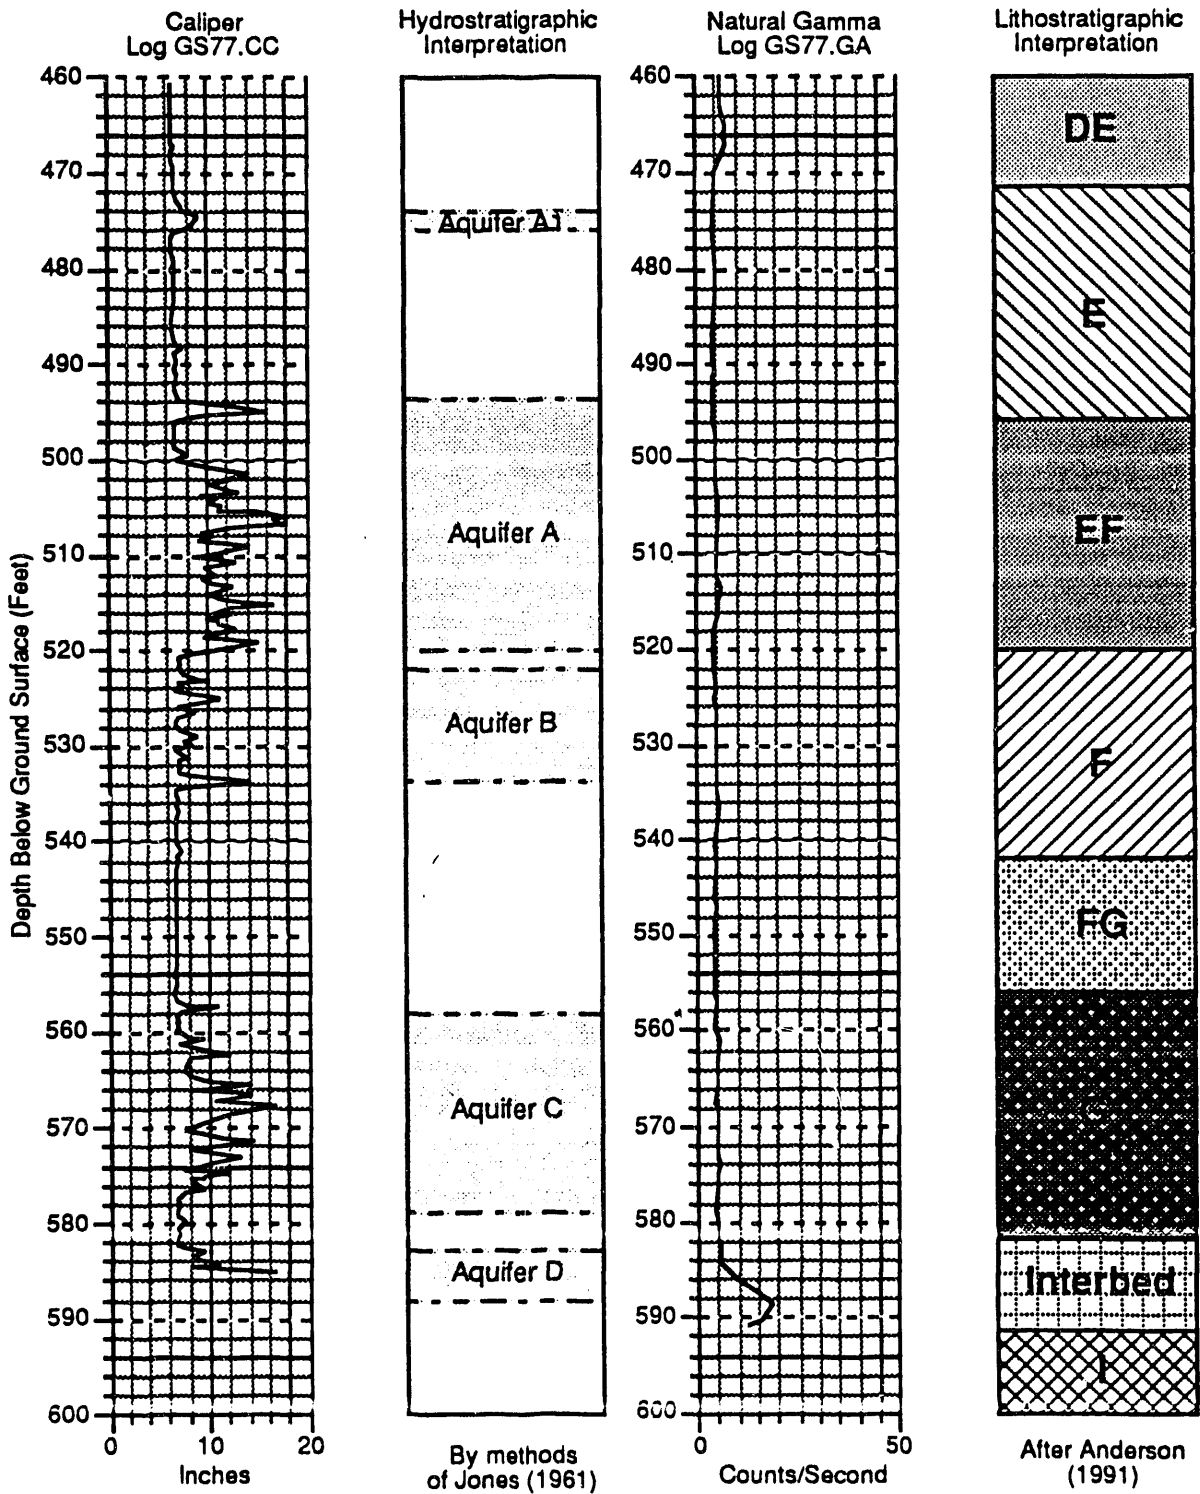 Caliper
Log GS77.CC
Hydrostratigraphic
Interpretation
Natural Gamma
Log GS77.GA
Lithostratigraphic
Interpretation
Depth Below Ground Surface (Feet)
460
470
480
490
500
510
520
530
540
550
560
570
580
590
600
0
10
20
Inches
Aquifer A1
Aquifer A
Aquifer B
Aquifer C
Aquifer D
By methods
of Jones (1961)
460
470
480
490
500
510
520
530
540
550
560
570
580
590
600
0
50
Counts/Second
DE
E
EF
F
FG
Interbed
I
After Anderson
(1991)